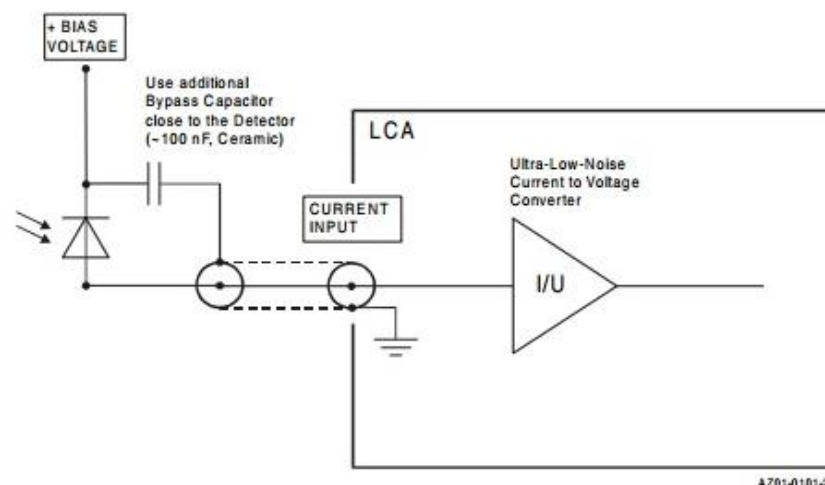 + BIAS
VOLTAGE
Use additional
Bypass Capacitor
close to the Detector
(~100 nF, Ceramic)
LCA
CURRENT
INPUT
Ultra-Low-Noise
Current to Voltage
Converter
I/U